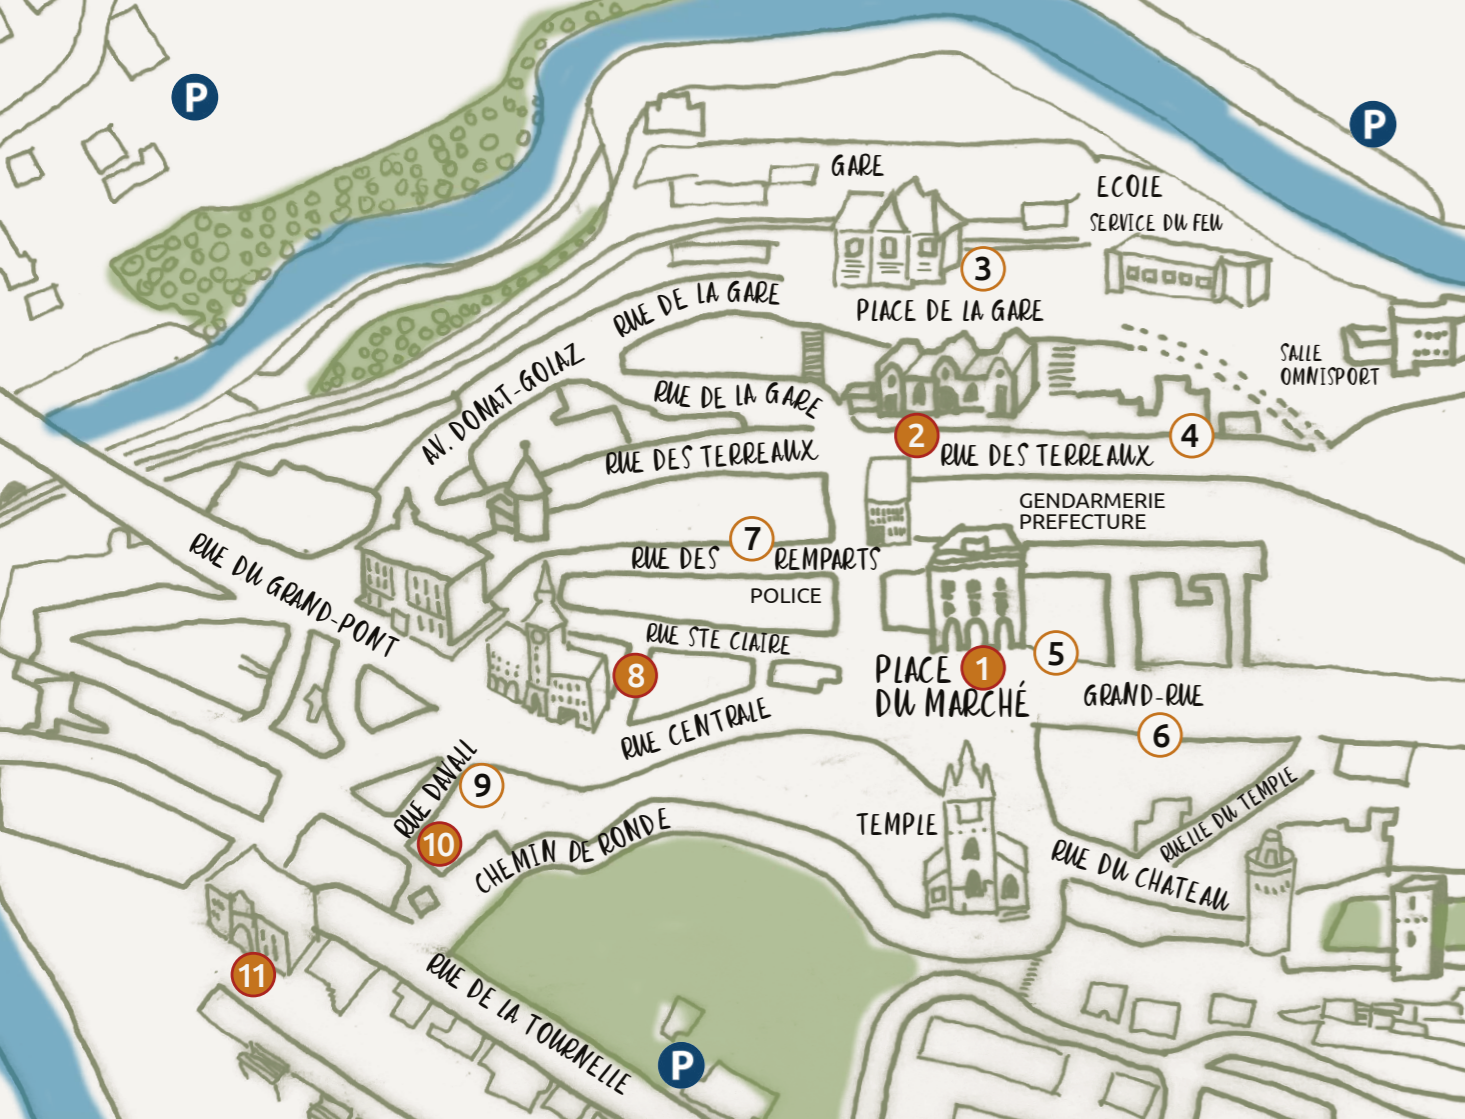 P
P
GARE
ECOLE
SERVICE DU FEU
3
RUE DE LA GARE
PLACE DE LA GARE
SALLE
OMNISPORT
AV. DONAT-GOLAZ
RUE DE LA GARE
2
4
RUE DES TERREAUX
RUE DES TERREAUX
GENDARMERIE
PREFECTURE
RUE DU GRAND-PONT
7
RUE DES REMPARTS
POLICE
RUE STE CLAIRE
8
PLACE 1
DU MARCHÉ
5
GRAND-RUE
6
RUE CENTRALE
RUE DAVALL
9
10
CHEMIN DE RONDE
TEMPLE
RUELLE DU TEMPLE
RUE DU CHATEAU
11
RUE DE LA TOURNELLE
P